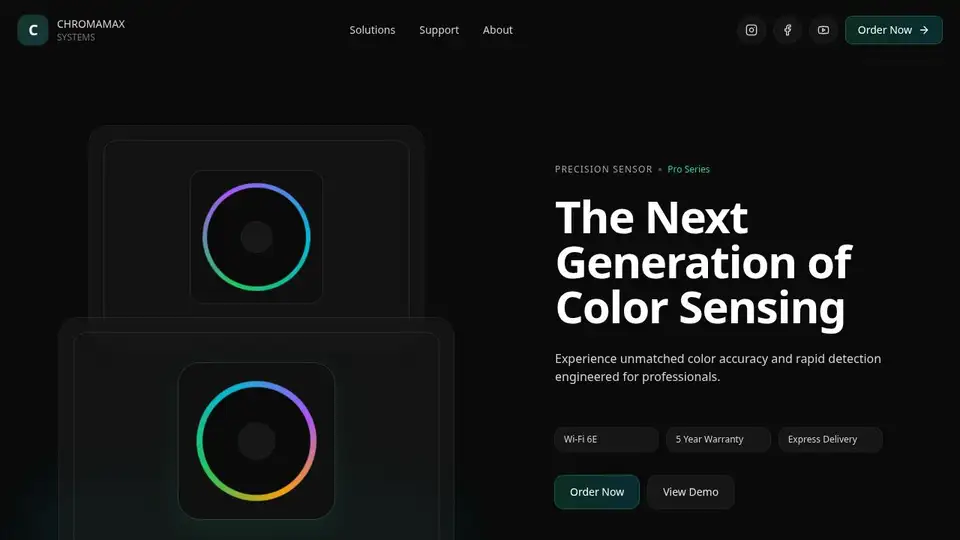 C
CHROMAMAX
SYSTEMS
Solutions
Support
About
Order Now
PRECISION SENSOR
Pro Series
The Next
Generation of
Color Sensing
Experience unmatched color accuracy and rapid detection
engineered for professionals.
Wi-Fi 6E
5 Year Warranty
Express Delivery
Order Now
View Demo